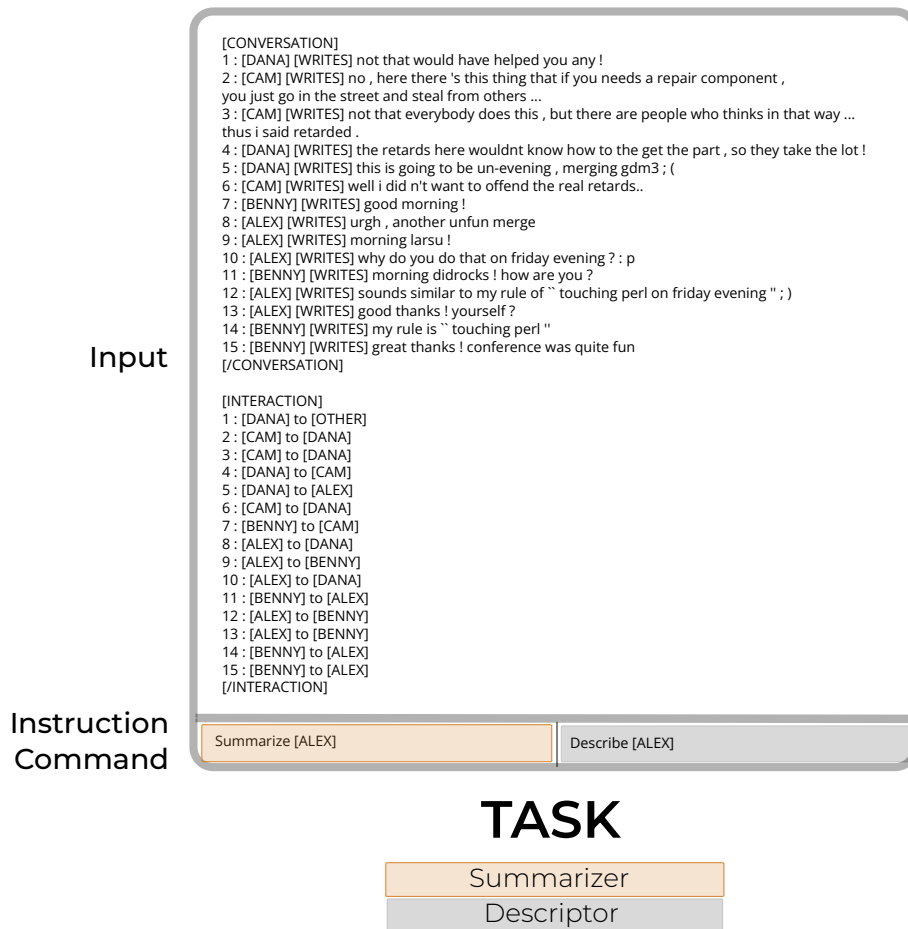 [CONVERSATION]
1 : [DANA] [WRITES] not that would have helped you any !
2 : [CAM] [WRITES] no , here there 's this thing that if you needs a repair component ,
you just go in the street and steal from others ...
3 : [CAM] [WRITES] not that everybody does this , but there are people who thinks in that way ...
thus i said retarded .
4 : [DANA] [WRITES] the retards here wouldnt know how to the get the part , so they take the lot !
5 : [DANA] [WRITES] this is going to be un-evening , merging gdm3 ; (
6 : [CAM] [WRITES] well i did n't want to offend the real retards..
7 : [BENNY] [WRITES] good morning !
8 : [ALEX] [WRITES] urgh , another unfun merge
9 : [ALEX] [WRITES] morning larsu !
10 : [ALEX] [WRITES] why do you do that on friday evening ? : p
11 : [BENNY] [WRITES] morning didrocks ! how are you ?
12 : [ALEX] [WRITES] sounds similar to my rule of `` touching perl on friday evening '' ; )
13 : [ALEX] [WRITES] good thanks ! yourself ?
14 : [BENNY] [WRITES] my rule is `` touching perl ''
15 : [BENNY] [WRITES] great thanks ! conference was quite fun
[/CONVERSATION]
[INTERACTION]
1 : [DANA] to [OTHER]
2 : [CAM] to [DANA]
3 : [CAM] to [DANA]
4 : [DANA] to [CAM]
5 : [DANA] to [ALEX]
6 : [CAM] to [DANA]
7 : [BENNY] to [CAM]
8 : [ALEX] to [DANA]
9 : [ALEX] to [BENNY]
10 : [ALEX] to [DANA]
11 : [BENNY] to [ALEX]
12 : [ALEX] to [BENNY]
13 : [ALEX] to [BENNY]
14 : [BENNY] to [ALEX]
15 : [BENNY] to [ALEX]
[/INTERACTION]
Input
Instruction
Command
Summarize [ALEX]
Describe [ALEX]
TASK
Summarizer
Descriptor